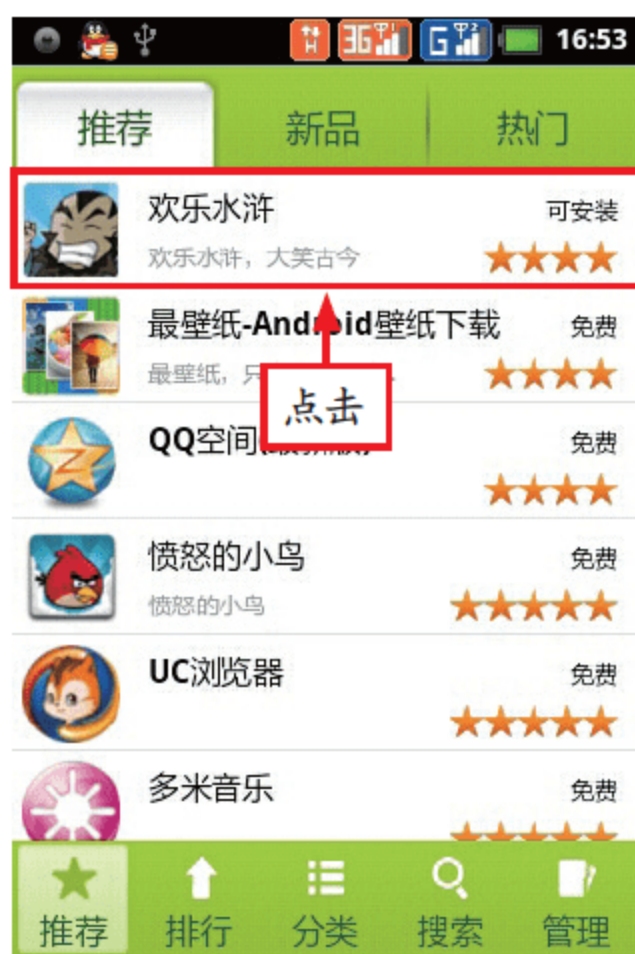 3G 1 G 2 16:53
推荐 新品 热门
欢乐水浒 可安装
欢乐水浒，大笑古今
最壁纸-Android壁纸下载 免费
最壁纸，只
点击
QQ空间 免费
愤怒的小鸟 免费
愤怒的小鸟
UC浏览器 免费
多米音乐 免费
推荐 排行 分类 搜索 管理